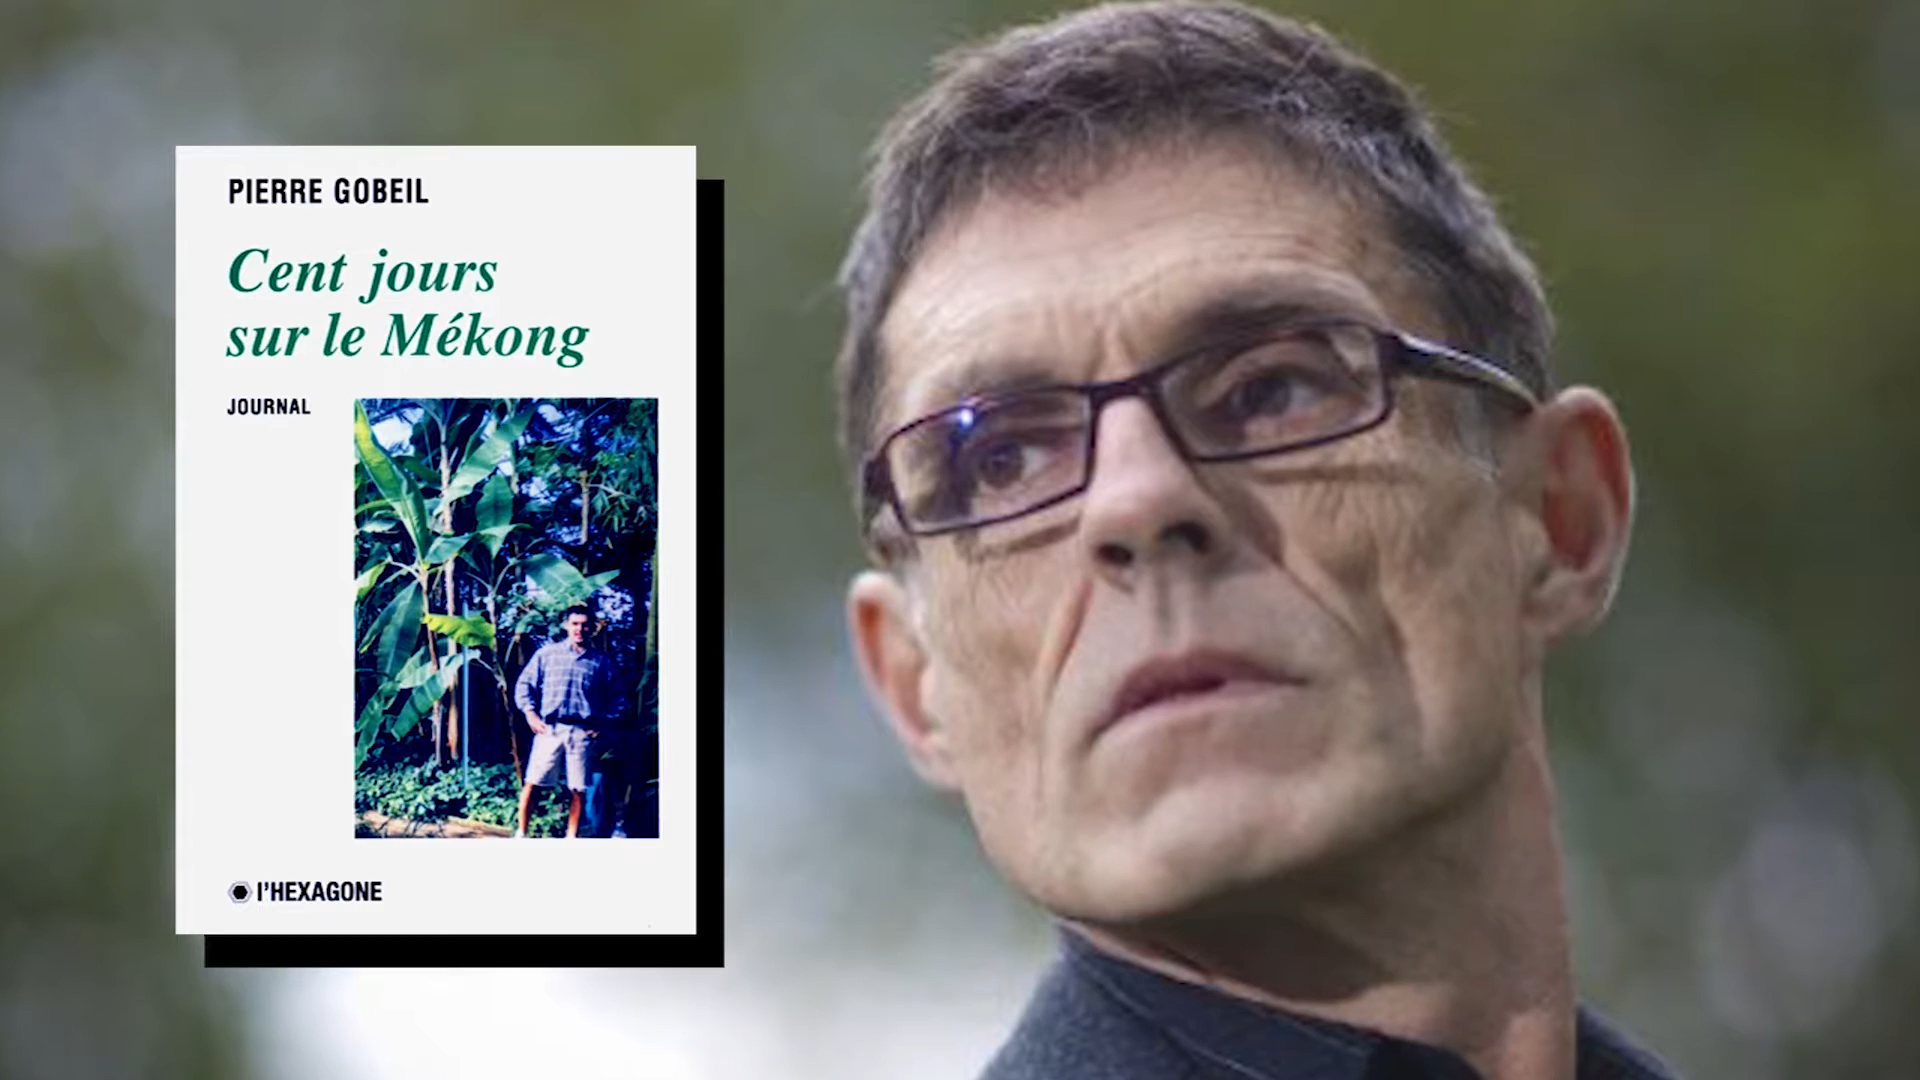 PIERRE GOBEIL
Cent jours
sur le Mékong
JOURNAL
l'HEXAGONE